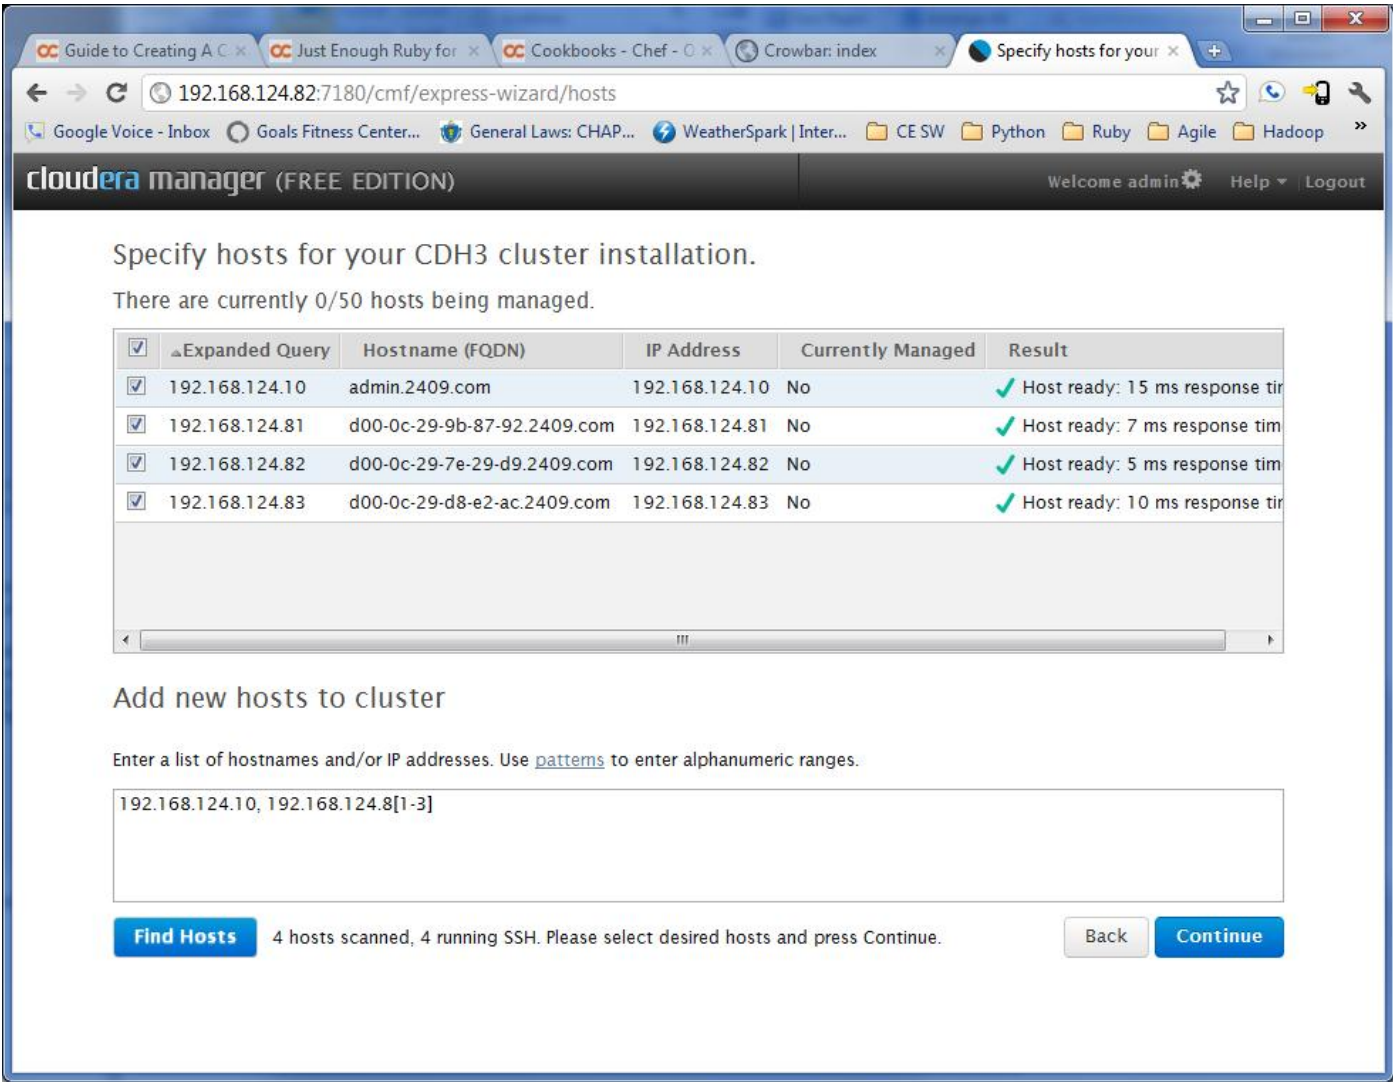 Guide to Creating A C
Just Enough Ruby for
Cookbooks - Chef - O
Crowbar: index
Specify hosts for your
192.168.124.82:7180/cmf/express-wizard/hosts
Google Voice - Inbox Goals Fitness Center... General Laws: CHAP... WeatherSpark | Inter... CE SW Python Ruby Agile Hadoop »
cloudera manager (FREE EDITION) Welcome admin Help Logout
Specify hosts for your CDH3 cluster installation.
There are currently 0/50 hosts being managed.
Expanded Query Hostname (FQDN) IP Address Currently Managed Result
192.168.124.10 admin.2409.com 192.168.124.10 No Host ready: 15 ms response tir
192.168.124.81 d00-0c-29-9b-87-92.2409.com 192.168.124.81 No Host ready: 7 ms response tim
192.168.124.82 d00-0c-29-7e-29-d9.2409.com 192.168.124.82 No Host ready: 5 ms response tim
192.168.124.83 d00-0c-29-d8-e2-ac.2409.com 192.168.124.83 No Host ready: 10 ms response tir
Add new hosts to cluster
Enter a list of hostnames and/or IP addresses. Use patterns to enter alphanumeric ranges.
192.168.124.10, 192.168.124.8[1-3]
Find Hosts 4 hosts scanned, 4 running SSH. Please select desired hosts and press Continue. Back Continue